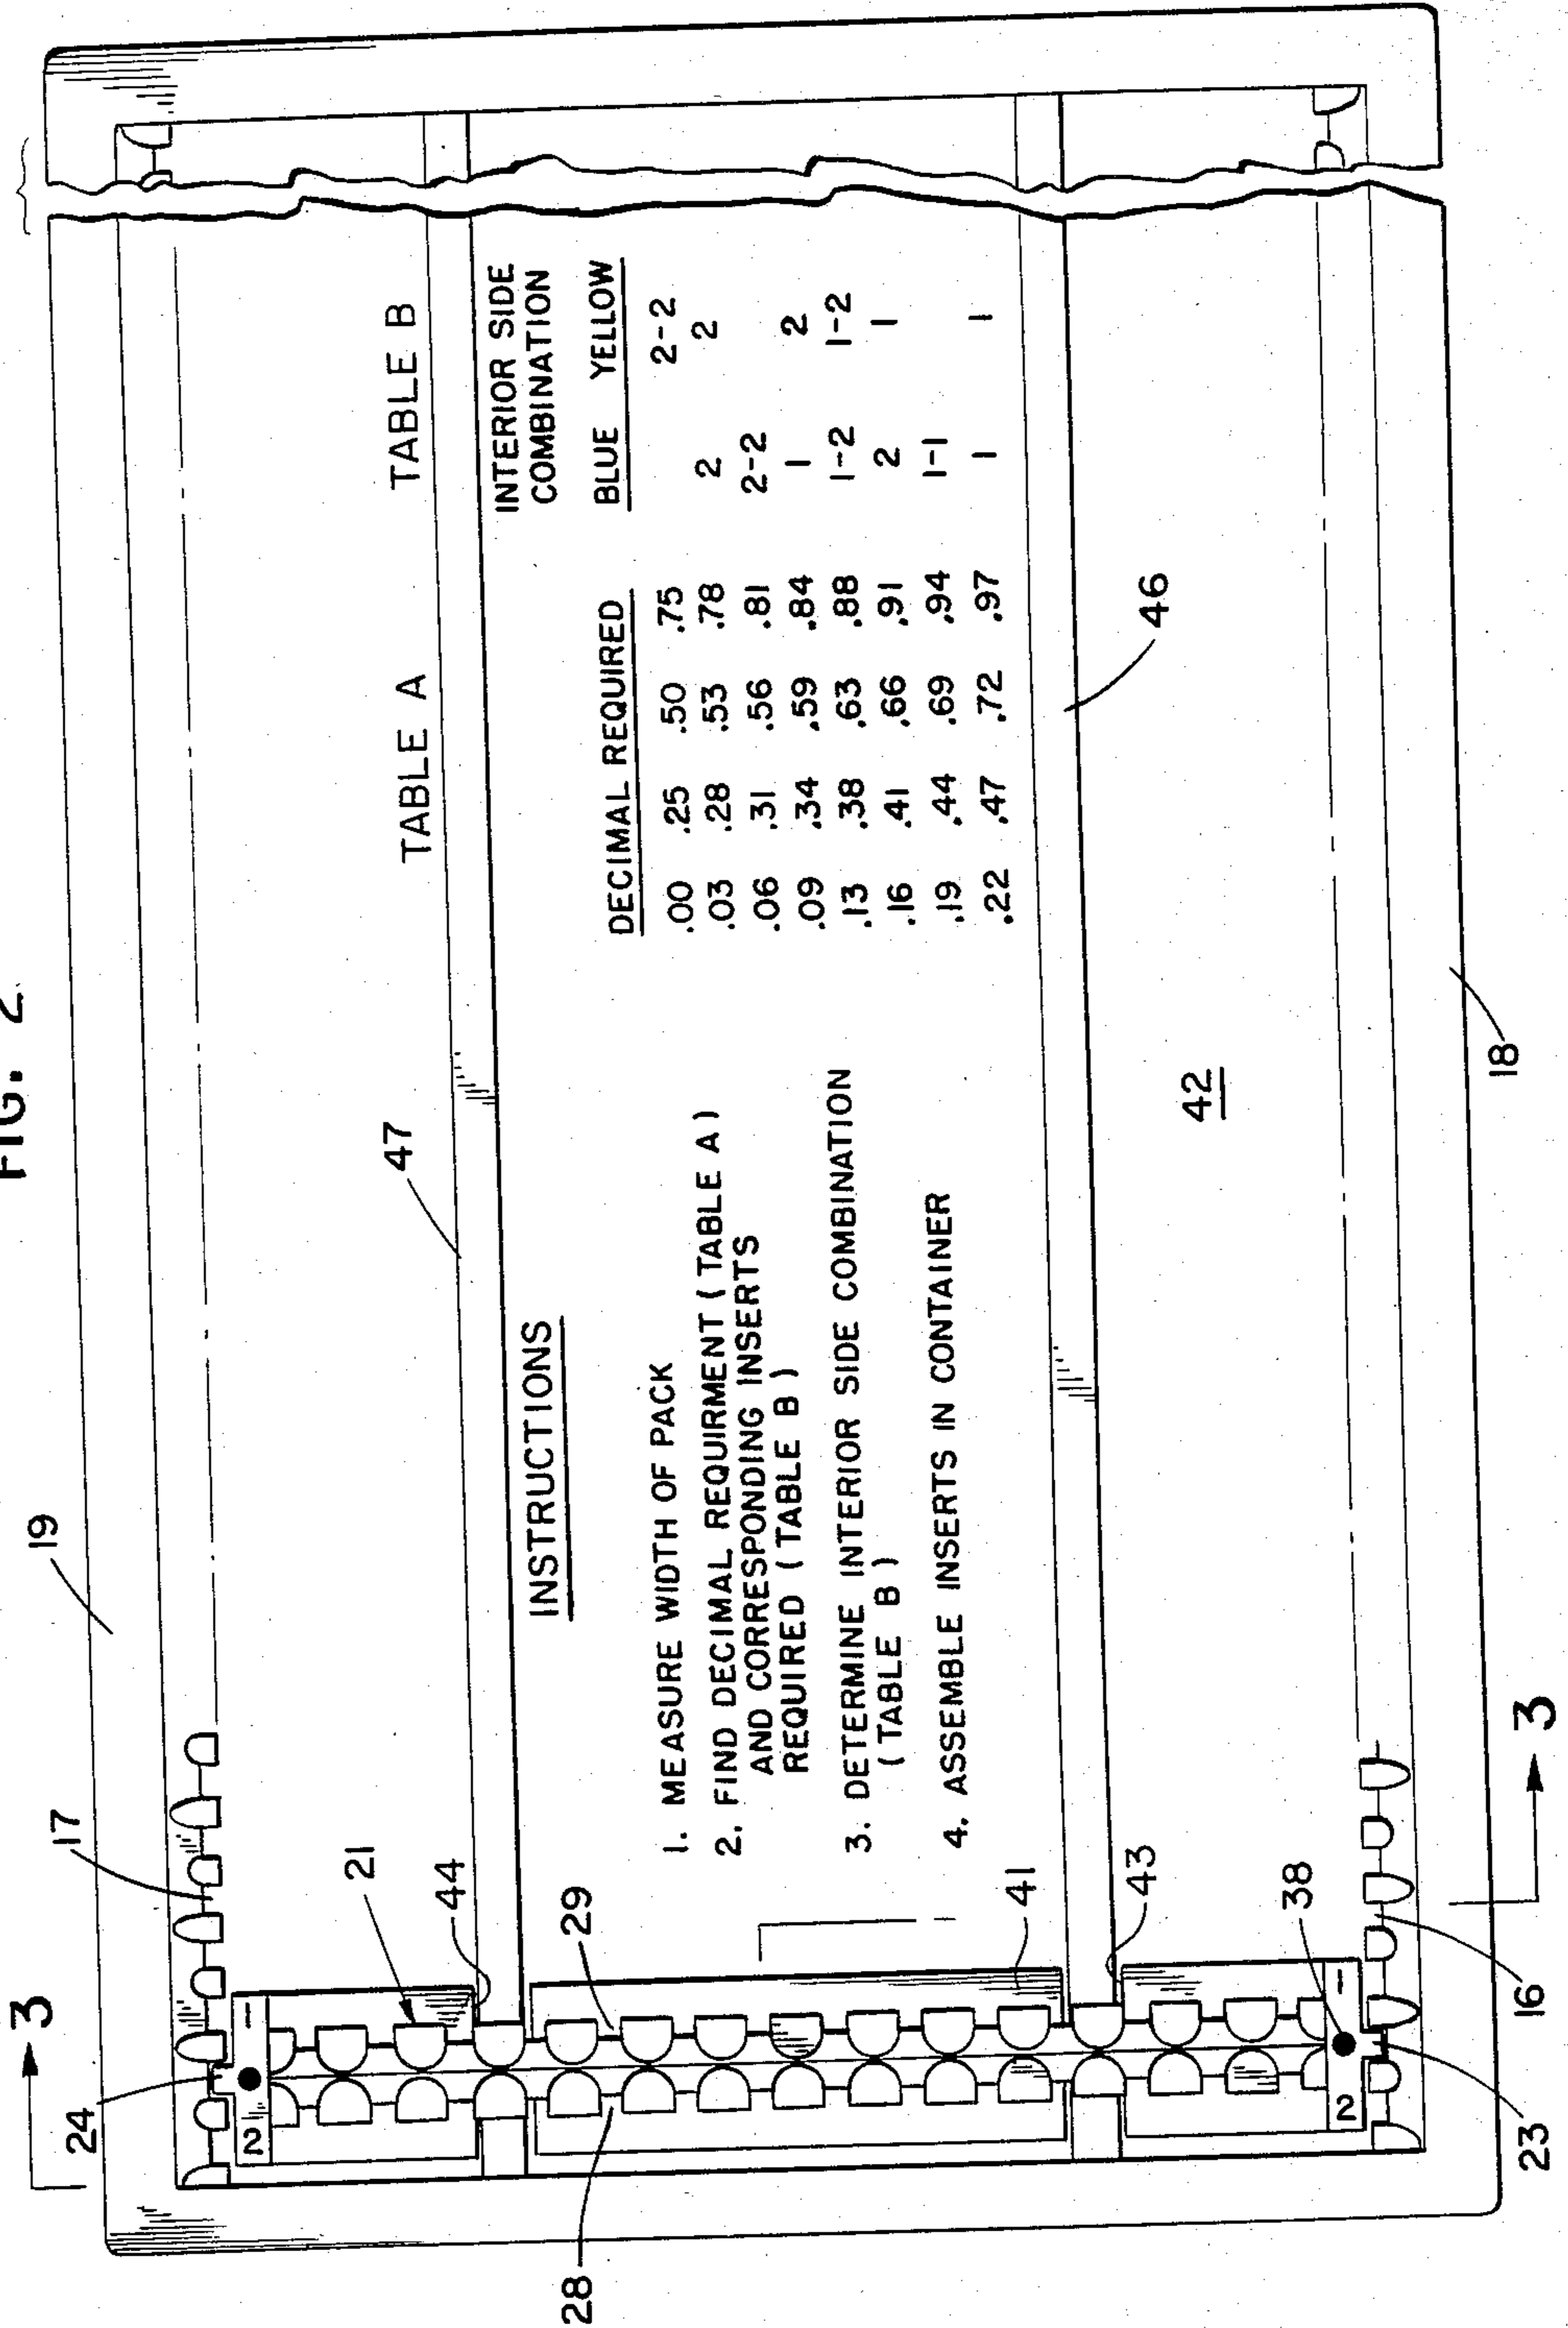 FIG. 2
3
24
17
19
28
2 1
21
44
29
47
TABLE A TABLE B
INSTRUCTIONS
INTERIOR SIDE
COMBINATION
DECIMAL REQUIRED BLUE YELLOW
1. MEASURE WIDTH OF PACK
2. FIND DECIMAL REQUIRMENT (TABLE A)
AND CORRESPONDING INSERTS
REQUIRED (TABLE B)
3. DETERMINE INTERIOR SIDE COMBINATION
(TABLE B)
4. ASSEMBLE INSERTS IN CONTAINER
.00 .25 .50 .75 2-2
.03 .28 .53 .78 2 2
.06 .31 .56 .81 2-2
.09 .34 .59 .84 1 2
.13 .38 .63 .88 1-2 1-2
.16 .41 .66 .91 2 1
.19 .44 .69 .94 1-1
.22 .47 .72 .97 1 1
41
43
46
42
38
2 1
23
16
18
3